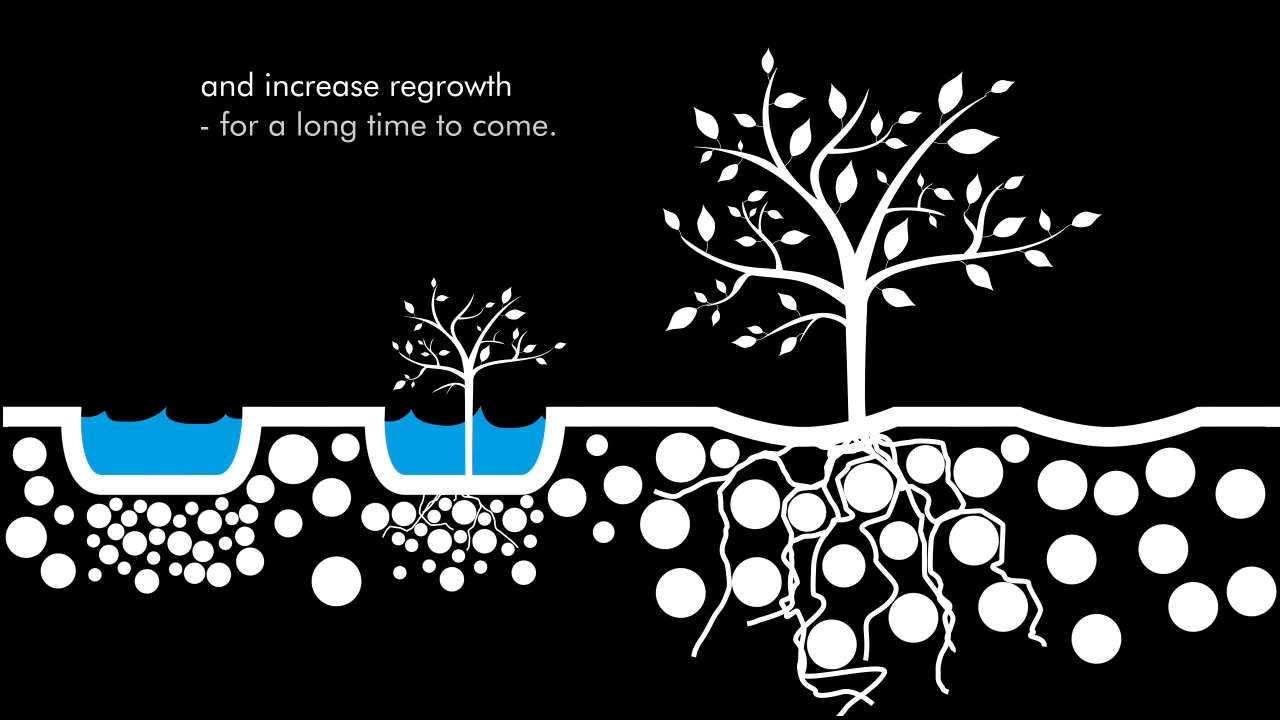 and increase regrowth
- for a long time to come.